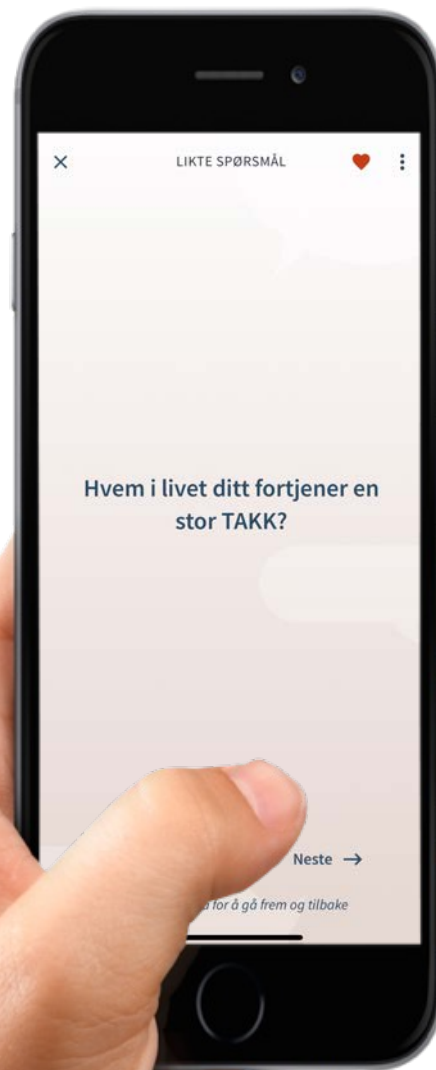 LIKTE SPØRSMÅL
Hvem i livet ditt fortjener en
stor TAKK?
Neste →
for å gå frem og tilbake